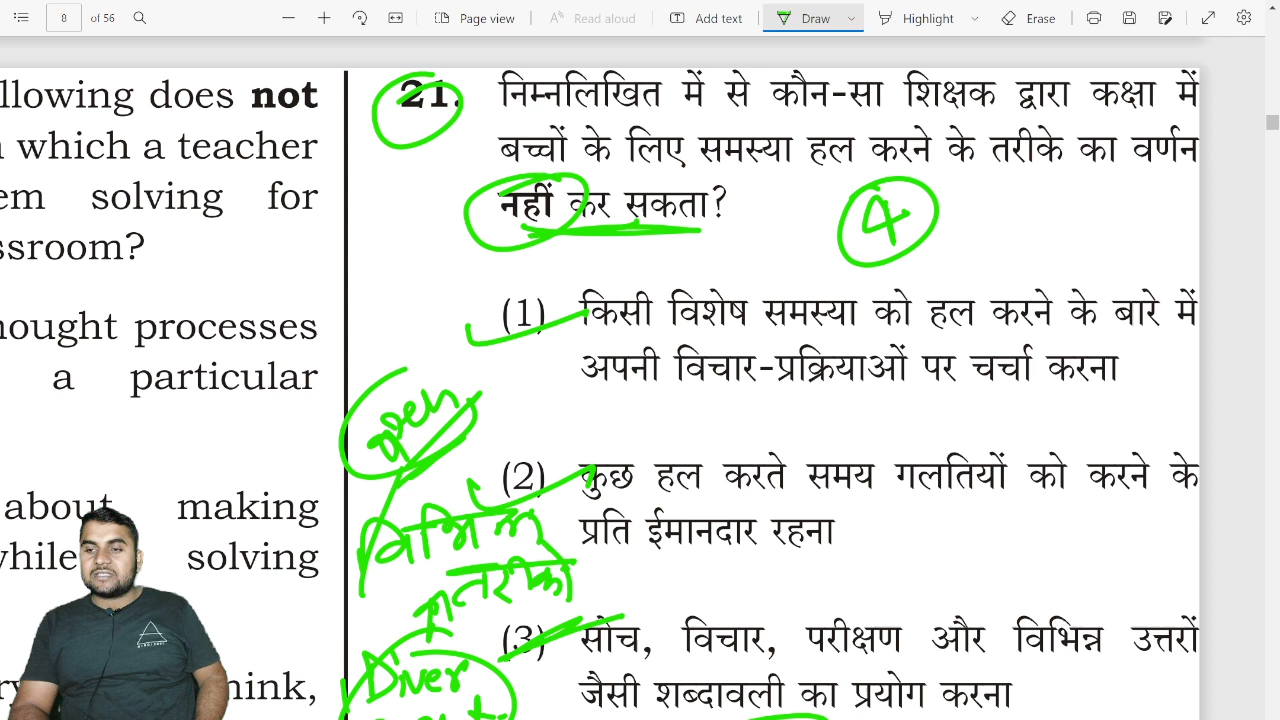 8 of 56 Page view Read aloud Add text Draw Highlight Erase
llowing does not
which a teacher
em solving for
ssroom?
hought processes
a particular
about making
while solving
hink,
21. निम्नलिखित में से कौन-सा शिक्षक द्वारा कक्षा में
बच्चों के लिए समस्या हल करने के तरीके का वर्णन
नहीं कर सकता?
4
(1) किसी विशेष समस्या को हल करने के बारे में
अपनी विचार-प्रक्रियाओं पर चर्चा करना
open
(2) कुछ हल करते समय गलतियों को करने के
प्रति ईमानदार रहना
विभिन्न
तरीको
का
(3) सोच, विचार, परीक्षण और विभिन्न उत्तरों
जैसी शब्दावली का प्रयोग करना
Diver